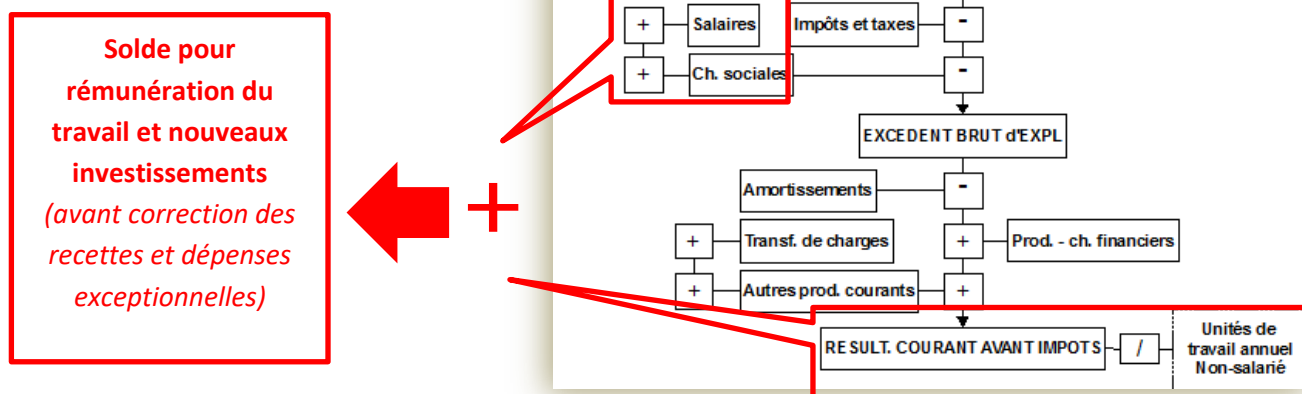 Solde pour
rémunération du
travail et nouveaux
investissements
(avant correction des
recettes et dépenses
exceptionnelles)
+
+ Salaires Impôts et taxes -
+ Ch. sociales -
EXCEDENT BRUT d'EXPL
Amortissements -
+ Transf. de charges + Prod. - ch. financiers
+ Autres prod. courants +
RESULT. COURANT AVANT IMPOTS /
Unités de
travail annuel
Non-salarié